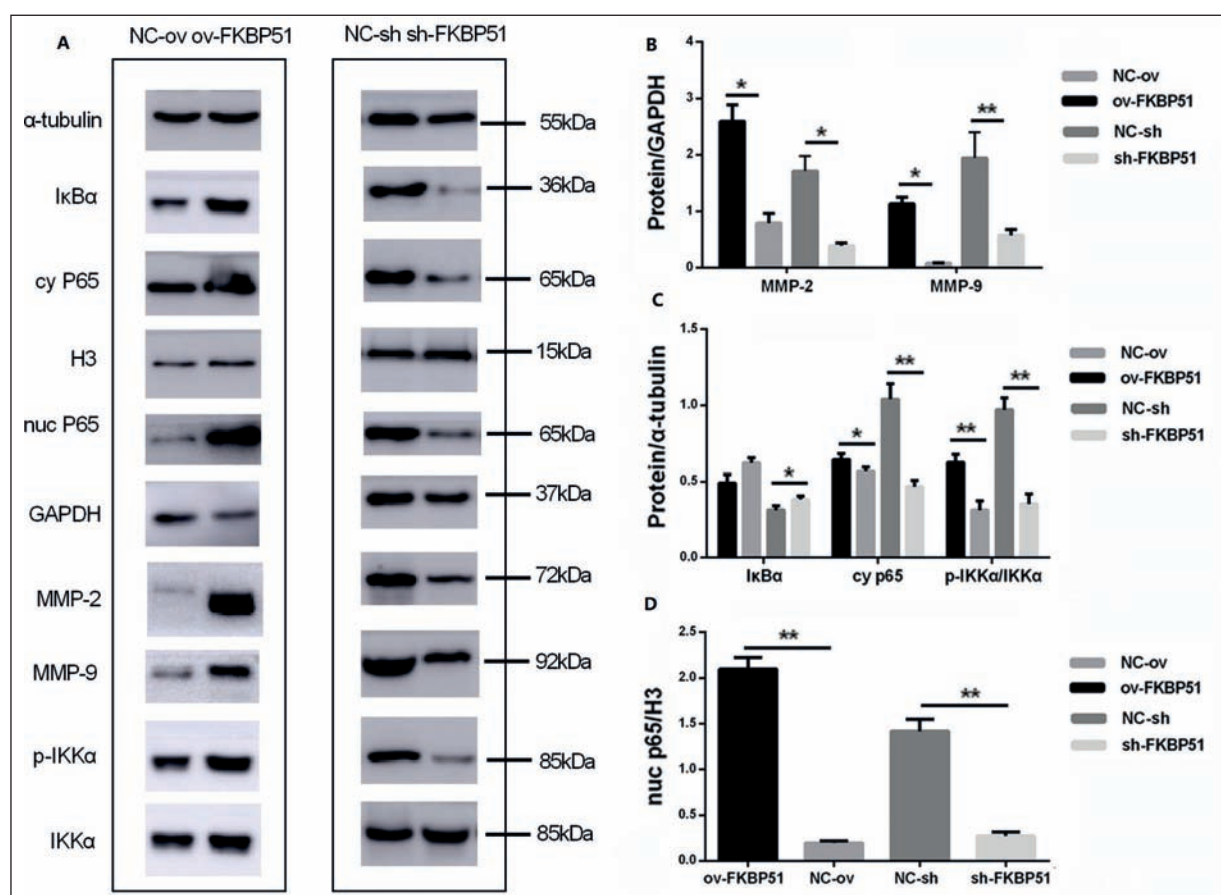 A
NC-ov ov-FKBP51
NC-sh sh-FKBP51
α-tubulin
55kDa
IκBα
36kDa
cy P65
65kDa
H3
15kDa
nuc P65
65kDa
GAPDH
37kDa
MMP-2
72kDa
MMP-9
92kDa
p-IKKα
85kDa
IKKα
85kDa
B
Protein/GAPDH
4
3
2
1
0
*
*
*
**
MMP-2
MMP-9
NC-ov
ov-FKBP51
NC-sh
sh-FKBP51
C
Protein/α-tubulin
1.5
1.0
0.5
0.0
*
*
**
**
**
IκBα
cy p65
p-IKKα/IKKα
NC-ov
ov-FKBP51
NC-sh
sh-FKBP51
D
nuc p65/H3
2.5
2.0
1.5
1.0
0.5
0.0
**
**
ov-FKBP51
NC-ov
NC-sh
sh-FKBP51
NC-ov
ov-FKBP51
NC-sh
sh-FKBP51